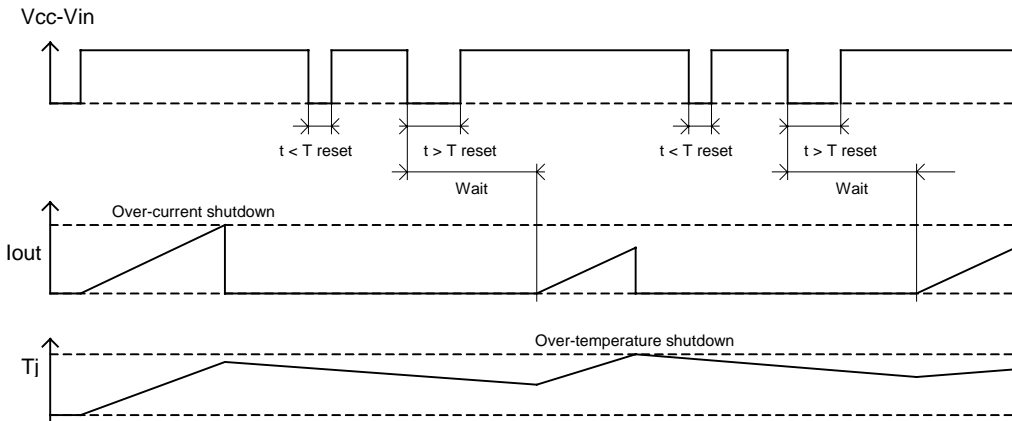 Vcc-Vin
t < T reset
t > T reset
t < T reset
t > T reset
Wait
Wait
Over-current shutdown
Iout
Over-temperature shutdown
Tj